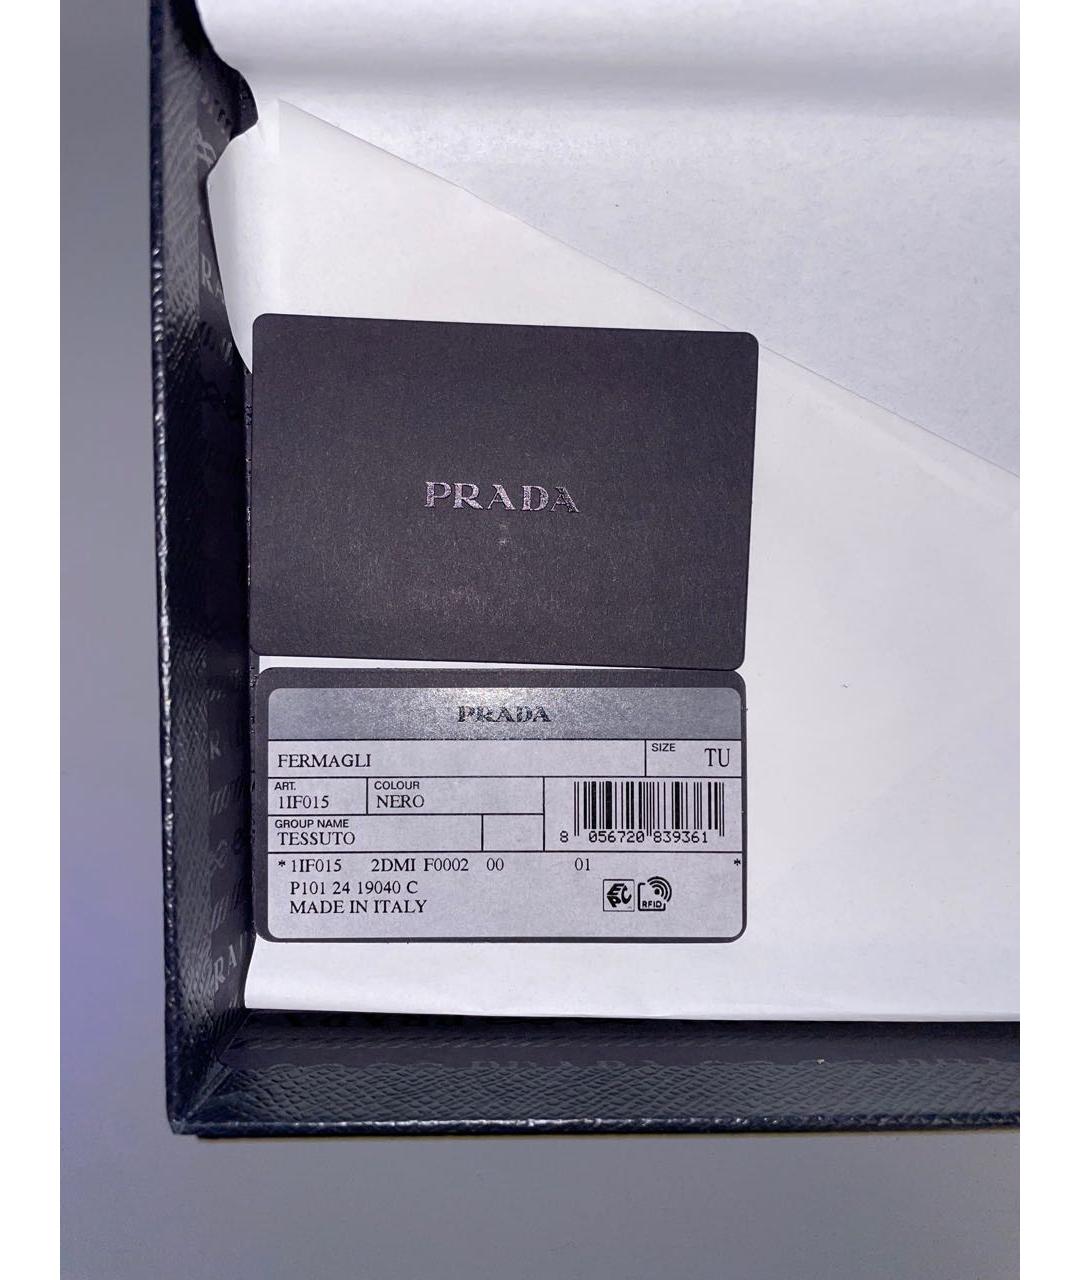 PRADA
PRADA
FERMAGLI
SIZE
TU
ART.
1IF015
COLOUR
NERO
GROUP NAME
TESSUTO
8 056720 839361
* 1IF015 2DMI F0002 00 01 *
P101 24 19040 C
MADE IN ITALY
EPC
RFID